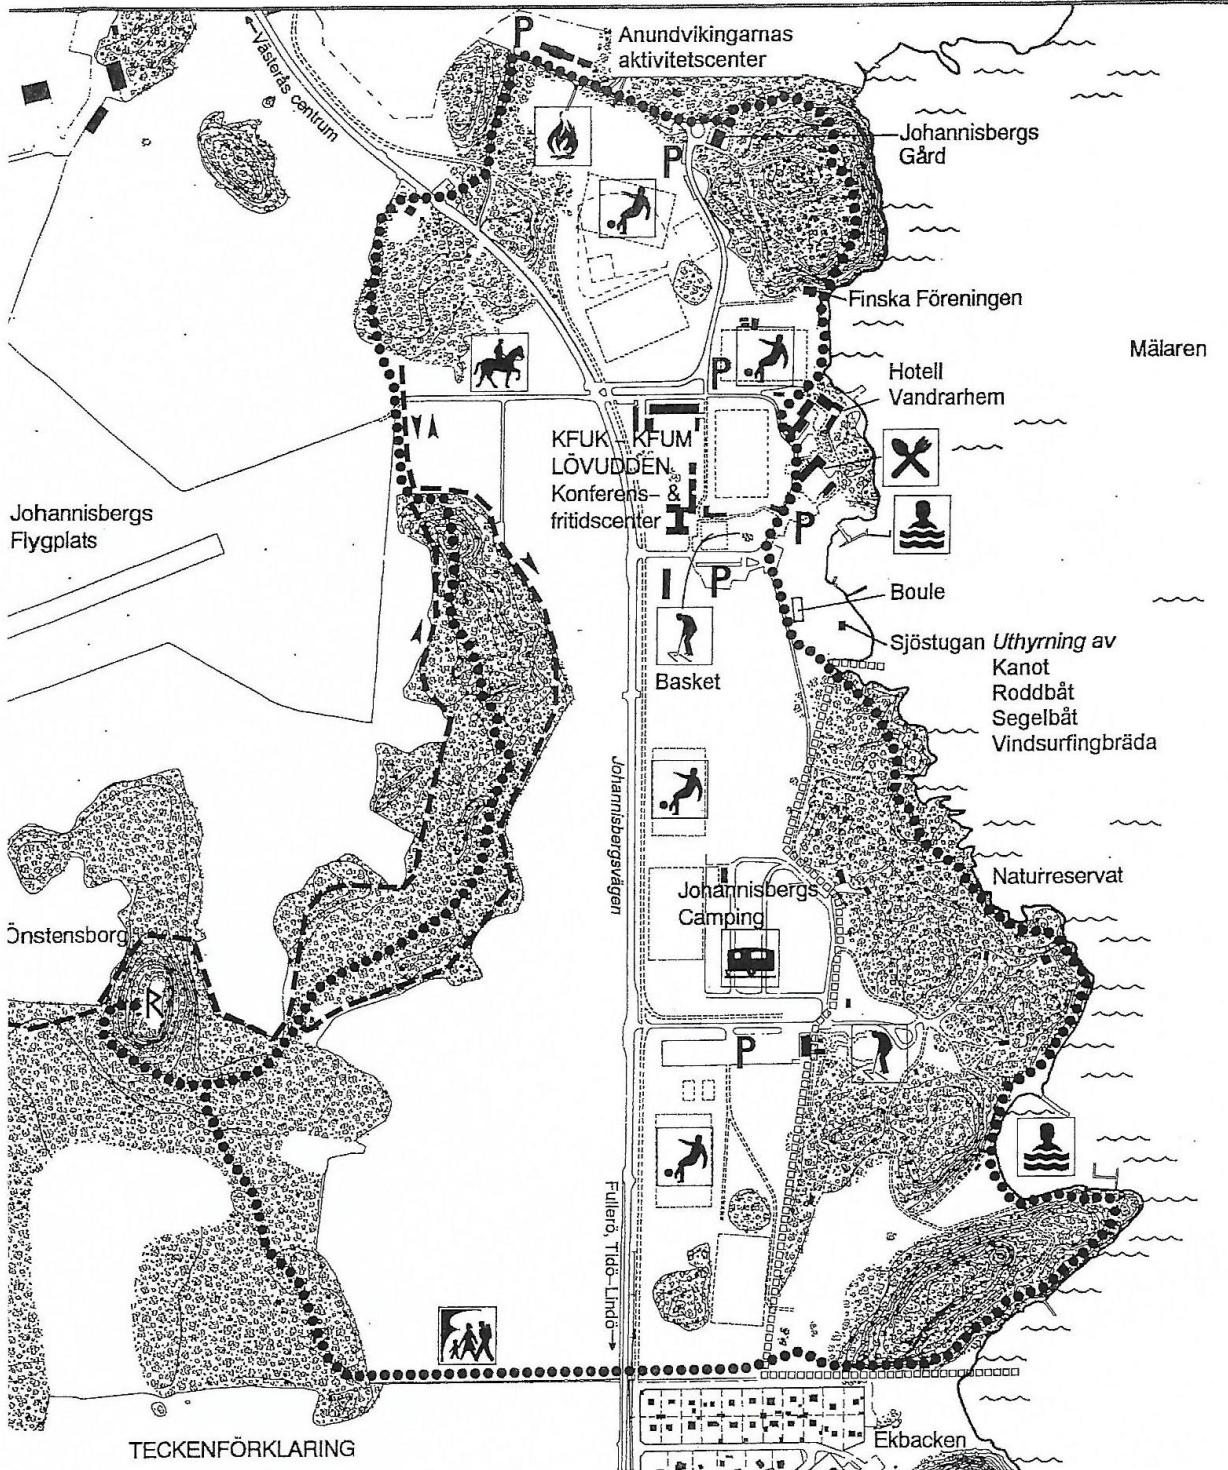 P
Anundvikingarnas
aktivitetscenter
←Västerås centrum
Johannisbergs
Gård
P
Finska Föreningen
Mälaren
Hotell
Vandrarhem
P
KFUK – KFUM
LÖVUDDEN
Konferens– &
fritidscenter
Johannisbergs
Flygplats
P
P
Boule
Sjöstugan Uthyrning av
Kanot
Roddbåt
Segelbåt
Vindsurfingbräda
Basket
Johannisbergsvägen
Naturreservat
Johannisbergs
Camping
Önstensborg
R
P
Fullerö, Tidö–Lindö→
Ekbacken
TECKENFÖRKLARING